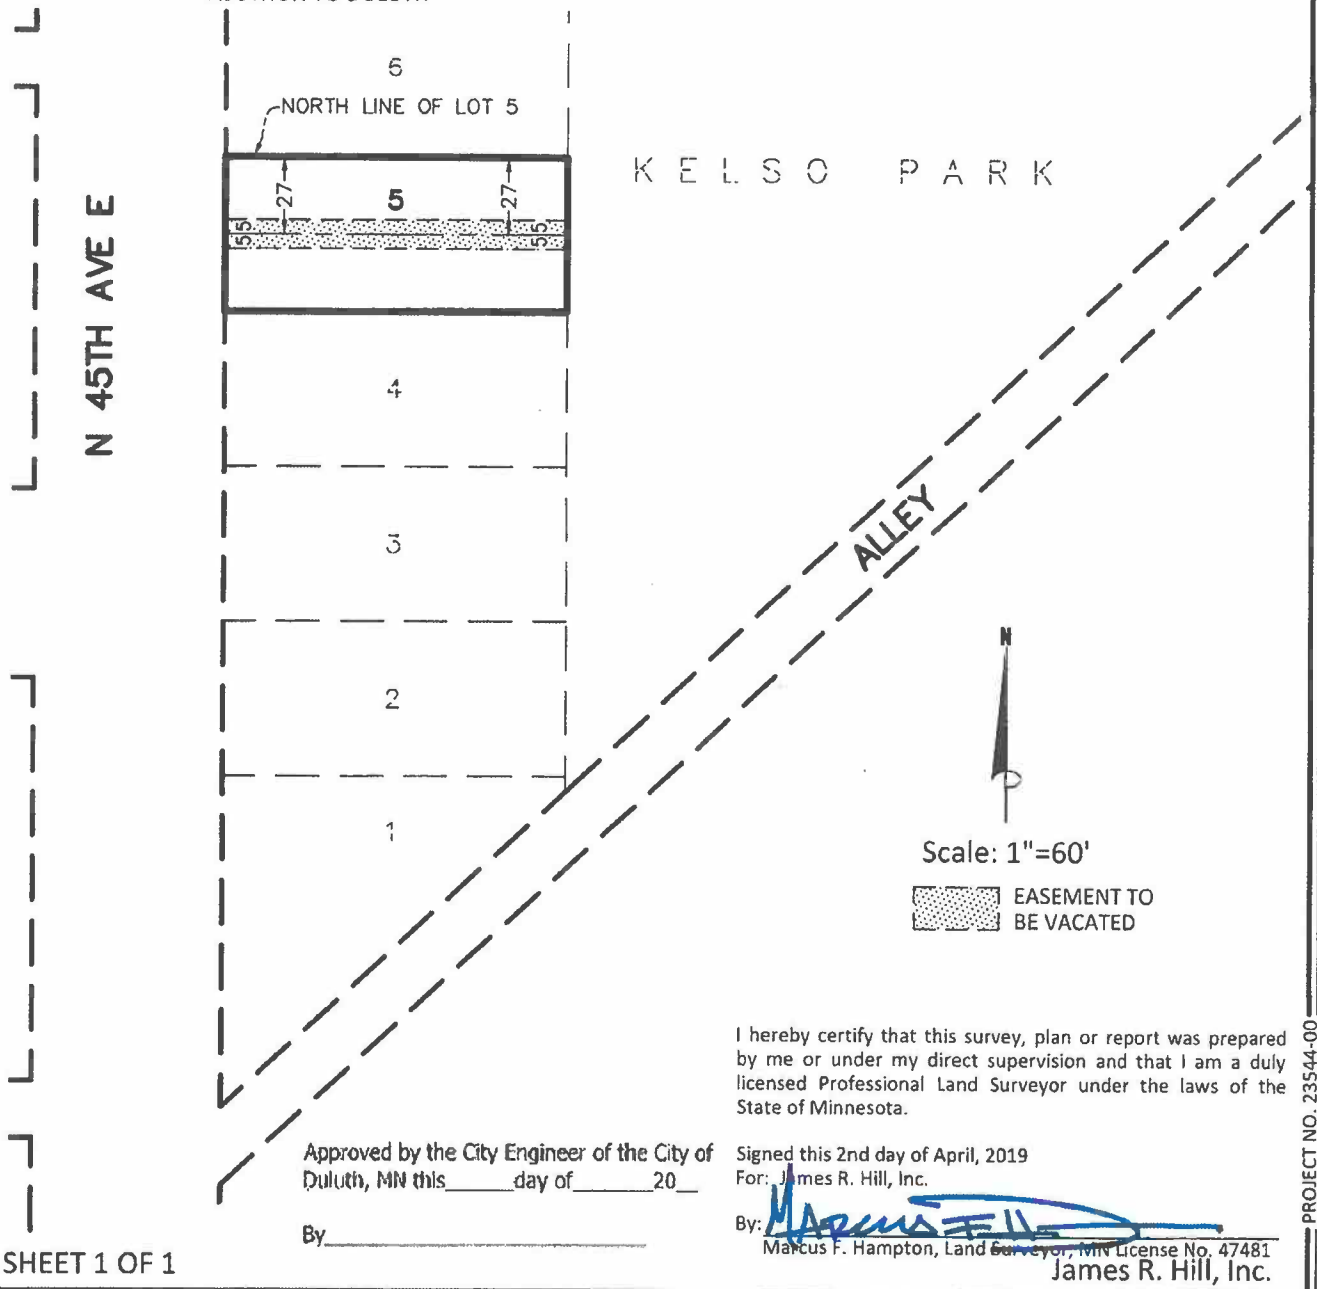 6
NORTH LINE OF LOT 5
KELSO PARK
27
5
27
5
5
5
5
N 45TH AVE E
4
3
ALLEY
2
N
1
Scale: 1"=60'
EASEMENT TO
BE VACATED
I hereby certify that this survey, plan or report was prepared
by me or under my direct supervision and that I am a duly
licensed Professional Land Surveyor under the laws of the
State of Minnesota.
Approved by the City Engineer of the City of
Duluth, MN this______day of_______20__
By
Signed this 2nd day of April, 2019
For: James R. Hill, Inc.
By:
Marcus F. Hampton, Land Surveyor, MN License No. 47481
James R. Hill, Inc.
SHEET 1 OF 1
PROJECT NO. 23544-00